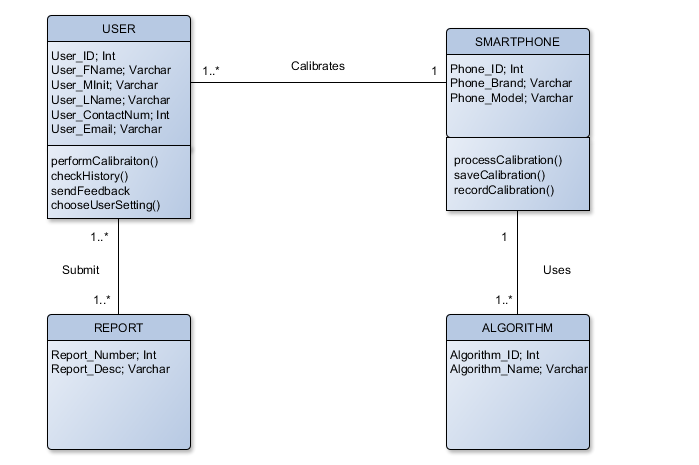 USER
User_ID; Int
User_FName; Varchar
User_MInit; Varchar
User_LName; Varchar
User_ContactNum; Int
User_Email; Varchar
performCalibraiton()
checkHistory()
sendFeedback
chooseUserSetting()
1..*
Calibrates
1
SMARTPHONE
Phone_ID; Int
Phone_Brand; Varchar
Phone_Model; Varchar
processCalibration()
saveCalibration()
recordCalibration()
1..*
Submit
1..*
1
Uses
1..*
REPORT
Report_Number; Int
Report_Desc; Varchar
ALGORITHM
Algorithm_ID; Int
Algorithm_Name; Varchar